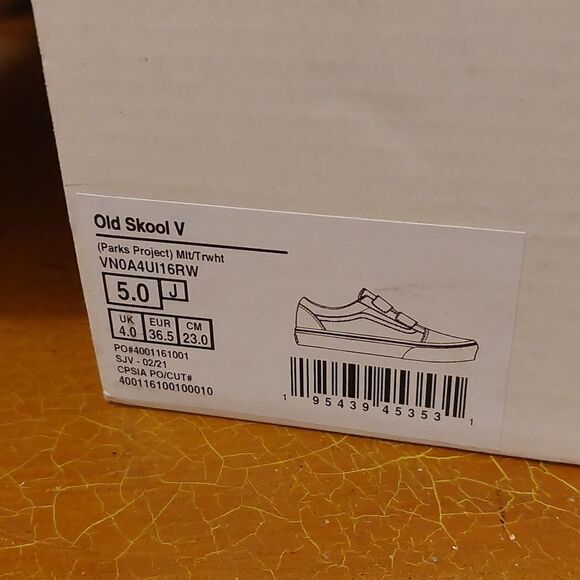 Old Skool V
(Parks Project) Mlt/Trwht
VN0A4UI16RW
5.0 J
UK EUR CM
4.0 36.5 23.0
PO#4001161001
SJV - 02/21
CPSIA PO/CUT#
400116100100010
1 95439 45353 1